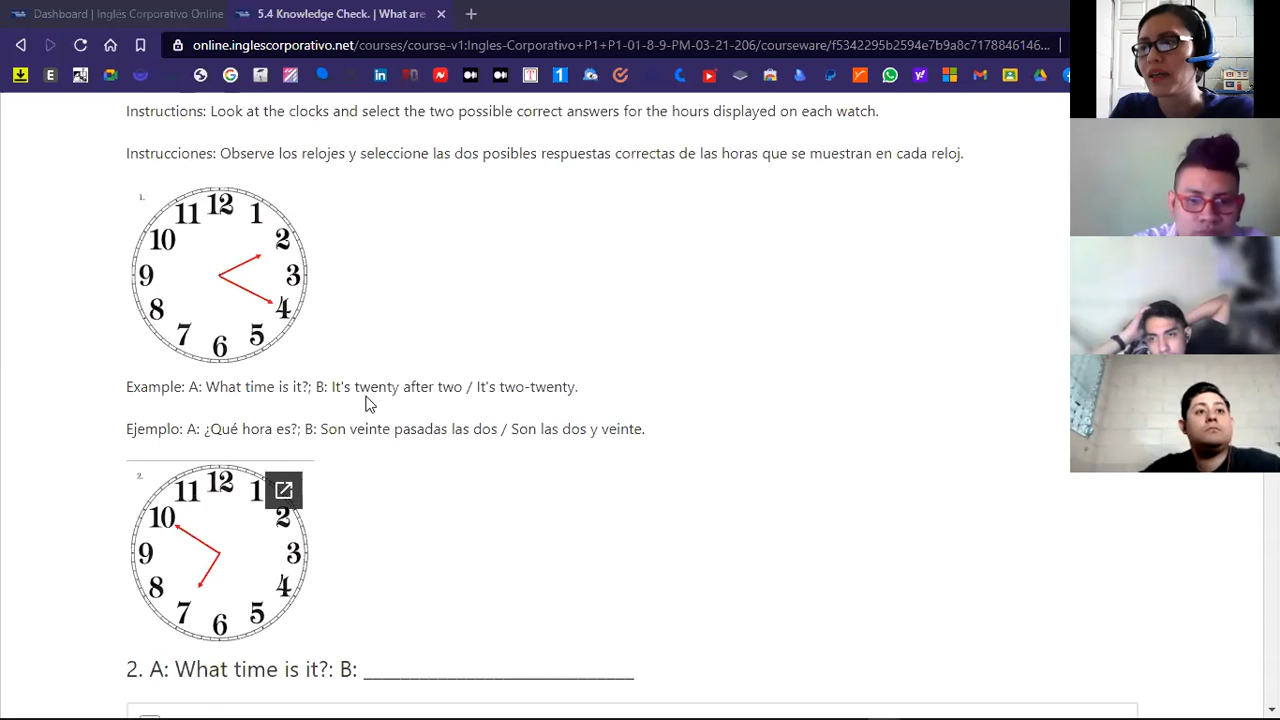 Dashboard | Inglés Corporativo Online
5.4 Knowledge Check. | What are
online.inglescorporativo.net/courses/course-v1:Ingles-Corporativo+P1+P1-01-8-9-PM-03-21-206/courseware/f5342295b2594e7b9a8c7178846146...
Instructions: Look at the clocks and select the two possible correct answers for the hours displayed on each watch.
Instrucciones: Observe los relojes y seleccione las dos posibles respuestas correctas de las horas que se muestran en cada reloj.
1.
12
11 1
10 2
9 3
8 4
7 5
6
Example: A: What time is it?; B: It's twenty after two / It's two-twenty.
Ejemplo: A: ¿Qué hora es?; B: Son veinte pasadas las dos / Son las dos y veinte.
2.
12
11 1
10 2
9 3
8 4
7 5
6
2. A: What time is it?: B: ___________________________